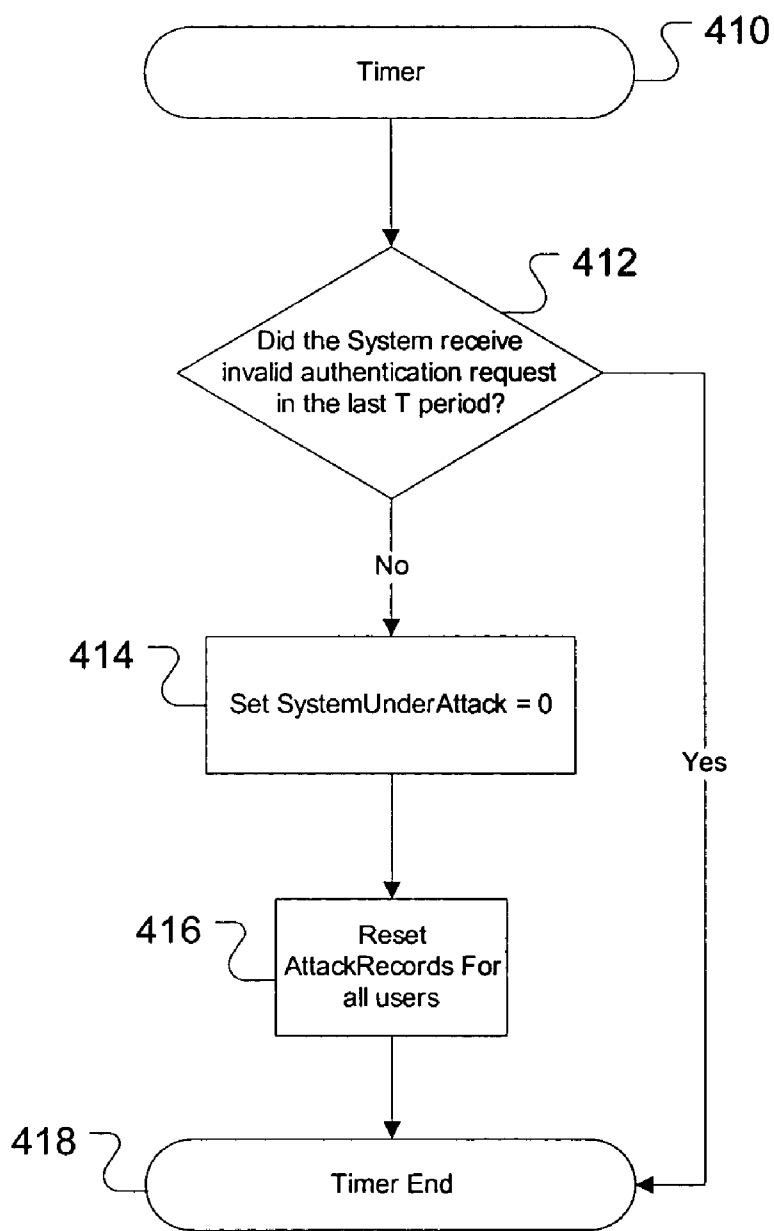 410
Timer
412
Did the System receive
invalid authentication request
in the last T period?
No
414
Set SystemUnderAttack = 0
Yes
416
Reset
AttackRecords For
all users
418
Timer End